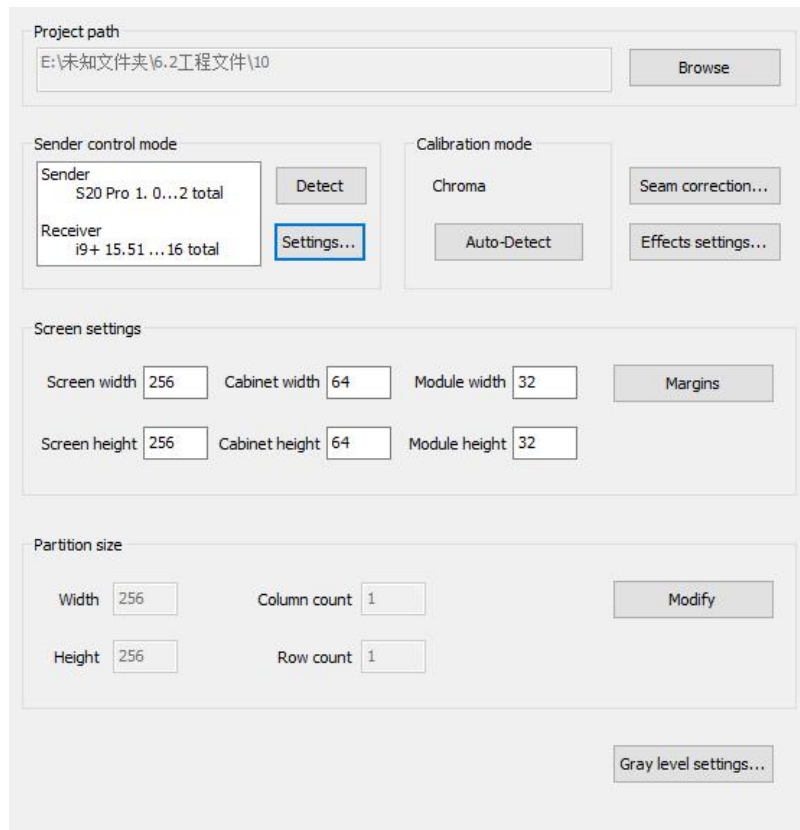 Project path
E:\未知文件夹\6.2工程文件\10
Browse
Sender control mode
Calibration mode
Sender
S20 Pro 1. 0...2 total
Detect
Chroma
Seam correction...
Receiver
i9+ 15.51 ...16 total
Settings...
Auto-Detect
Effects settings...
Screen settings
Screen width 256 Cabinet width 64 Module width 32 Margins
Screen height 256 Cabinet height 64 Module height 32
Partition size
Width 256 Column count 1 Modify
Height 256 Row count 1
Gray level settings...